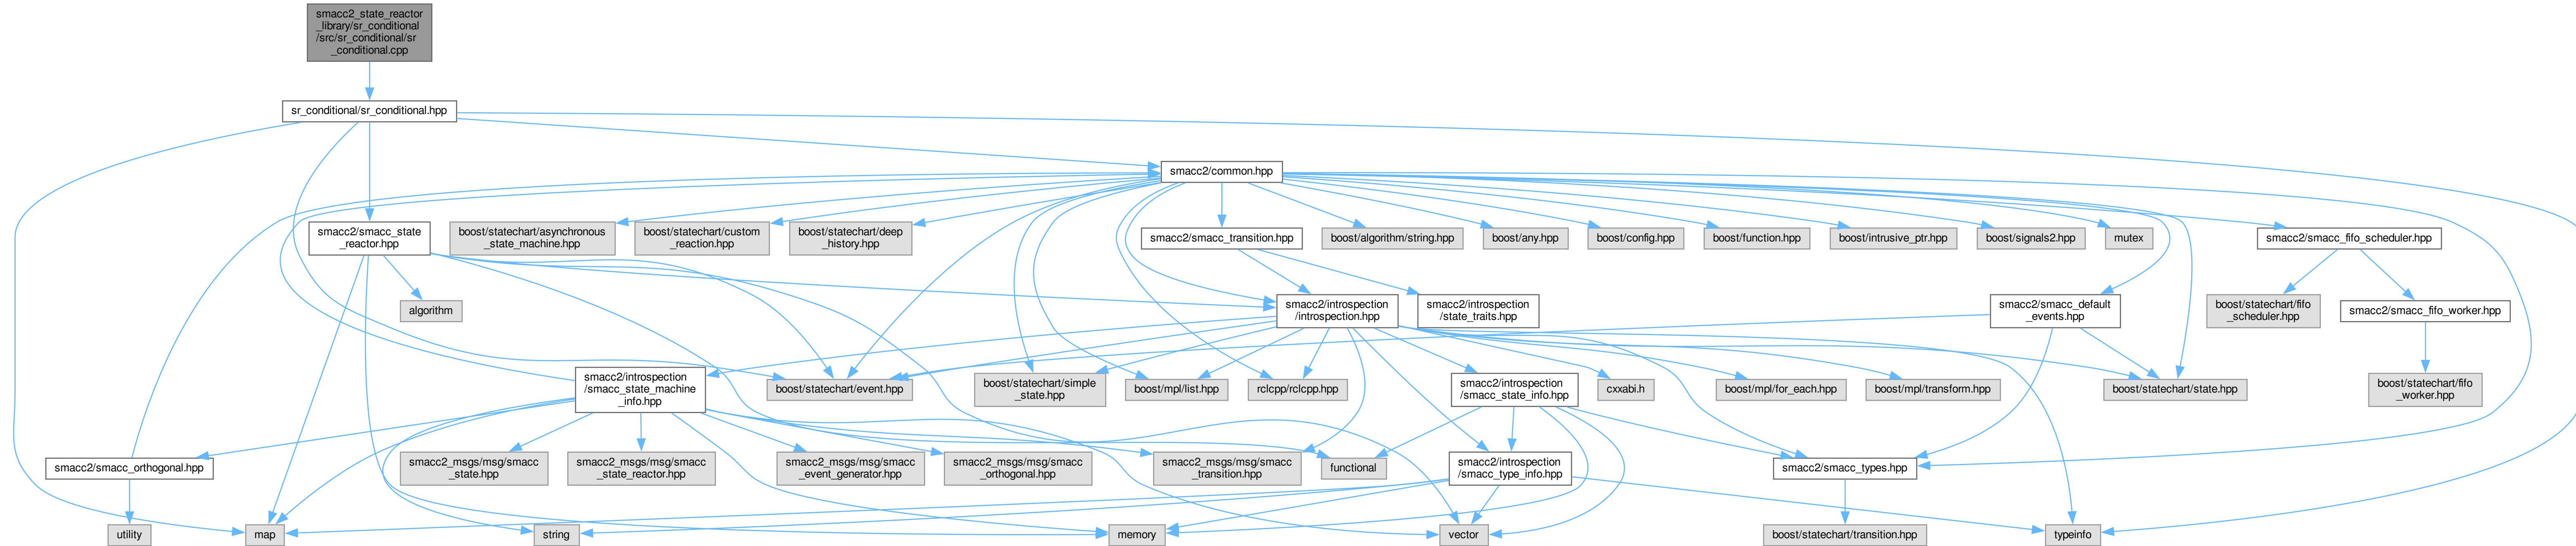 smacc2_state_reactor
_library/sr_conditional
/src/sr_conditional/sr
_conditional.cpp
sr_conditional/sr_conditional.hpp
smacc2/common.hpp
smacc2/smacc_state
_reactor.hpp
boost/statechart/asynchronous
_state_machine.hpp
boost/statechart/custom
_reaction.hpp
boost/statechart/deep
_history.hpp
smacc2/smacc_transition.hpp
boost/algorithm/string.hpp
boost/any.hpp
boost/config.hpp
boost/function.hpp
boost/intrusive_ptr.hpp
boost/signals2.hpp
mutex
smacc2/smacc_fifo_scheduler.hpp
algorithm
smacc2/introspection
/introspection.hpp
smacc2/introspection
/state_traits.hpp
smacc2/smacc_default
_events.hpp
boost/statechart/fifo
_scheduler.hpp
smacc2/smacc_fifo_worker.hpp
smacc2/introspection
/smacc_state_machine
_info.hpp
boost/statechart/event.hpp
boost/statechart/simple
_state.hpp
boost/mpl/list.hpp
rclcpp/rclcpp.hpp
smacc2/introspection
/smacc_state_info.hpp
cxxabi.h
boost/mpl/for_each.hpp
boost/mpl/transform.hpp
boost/statechart/state.hpp
boost/statechart/fifo
_worker.hpp
smacc2/smacc_orthogonal.hpp
smacc2_msgs/msg/smacc
_state.hpp
smacc2_msgs/msg/smacc
_state_reactor.hpp
smacc2_msgs/msg/smacc
_event_generator.hpp
smacc2_msgs/msg/smacc
_orthogonal.hpp
smacc2_msgs/msg/smacc
_transition.hpp
functional
smacc2/introspection
/smacc_type_info.hpp
smacc2/smacc_types.hpp
utility
map
string
memory
vector
boost/statechart/transition.hpp
typeinfo